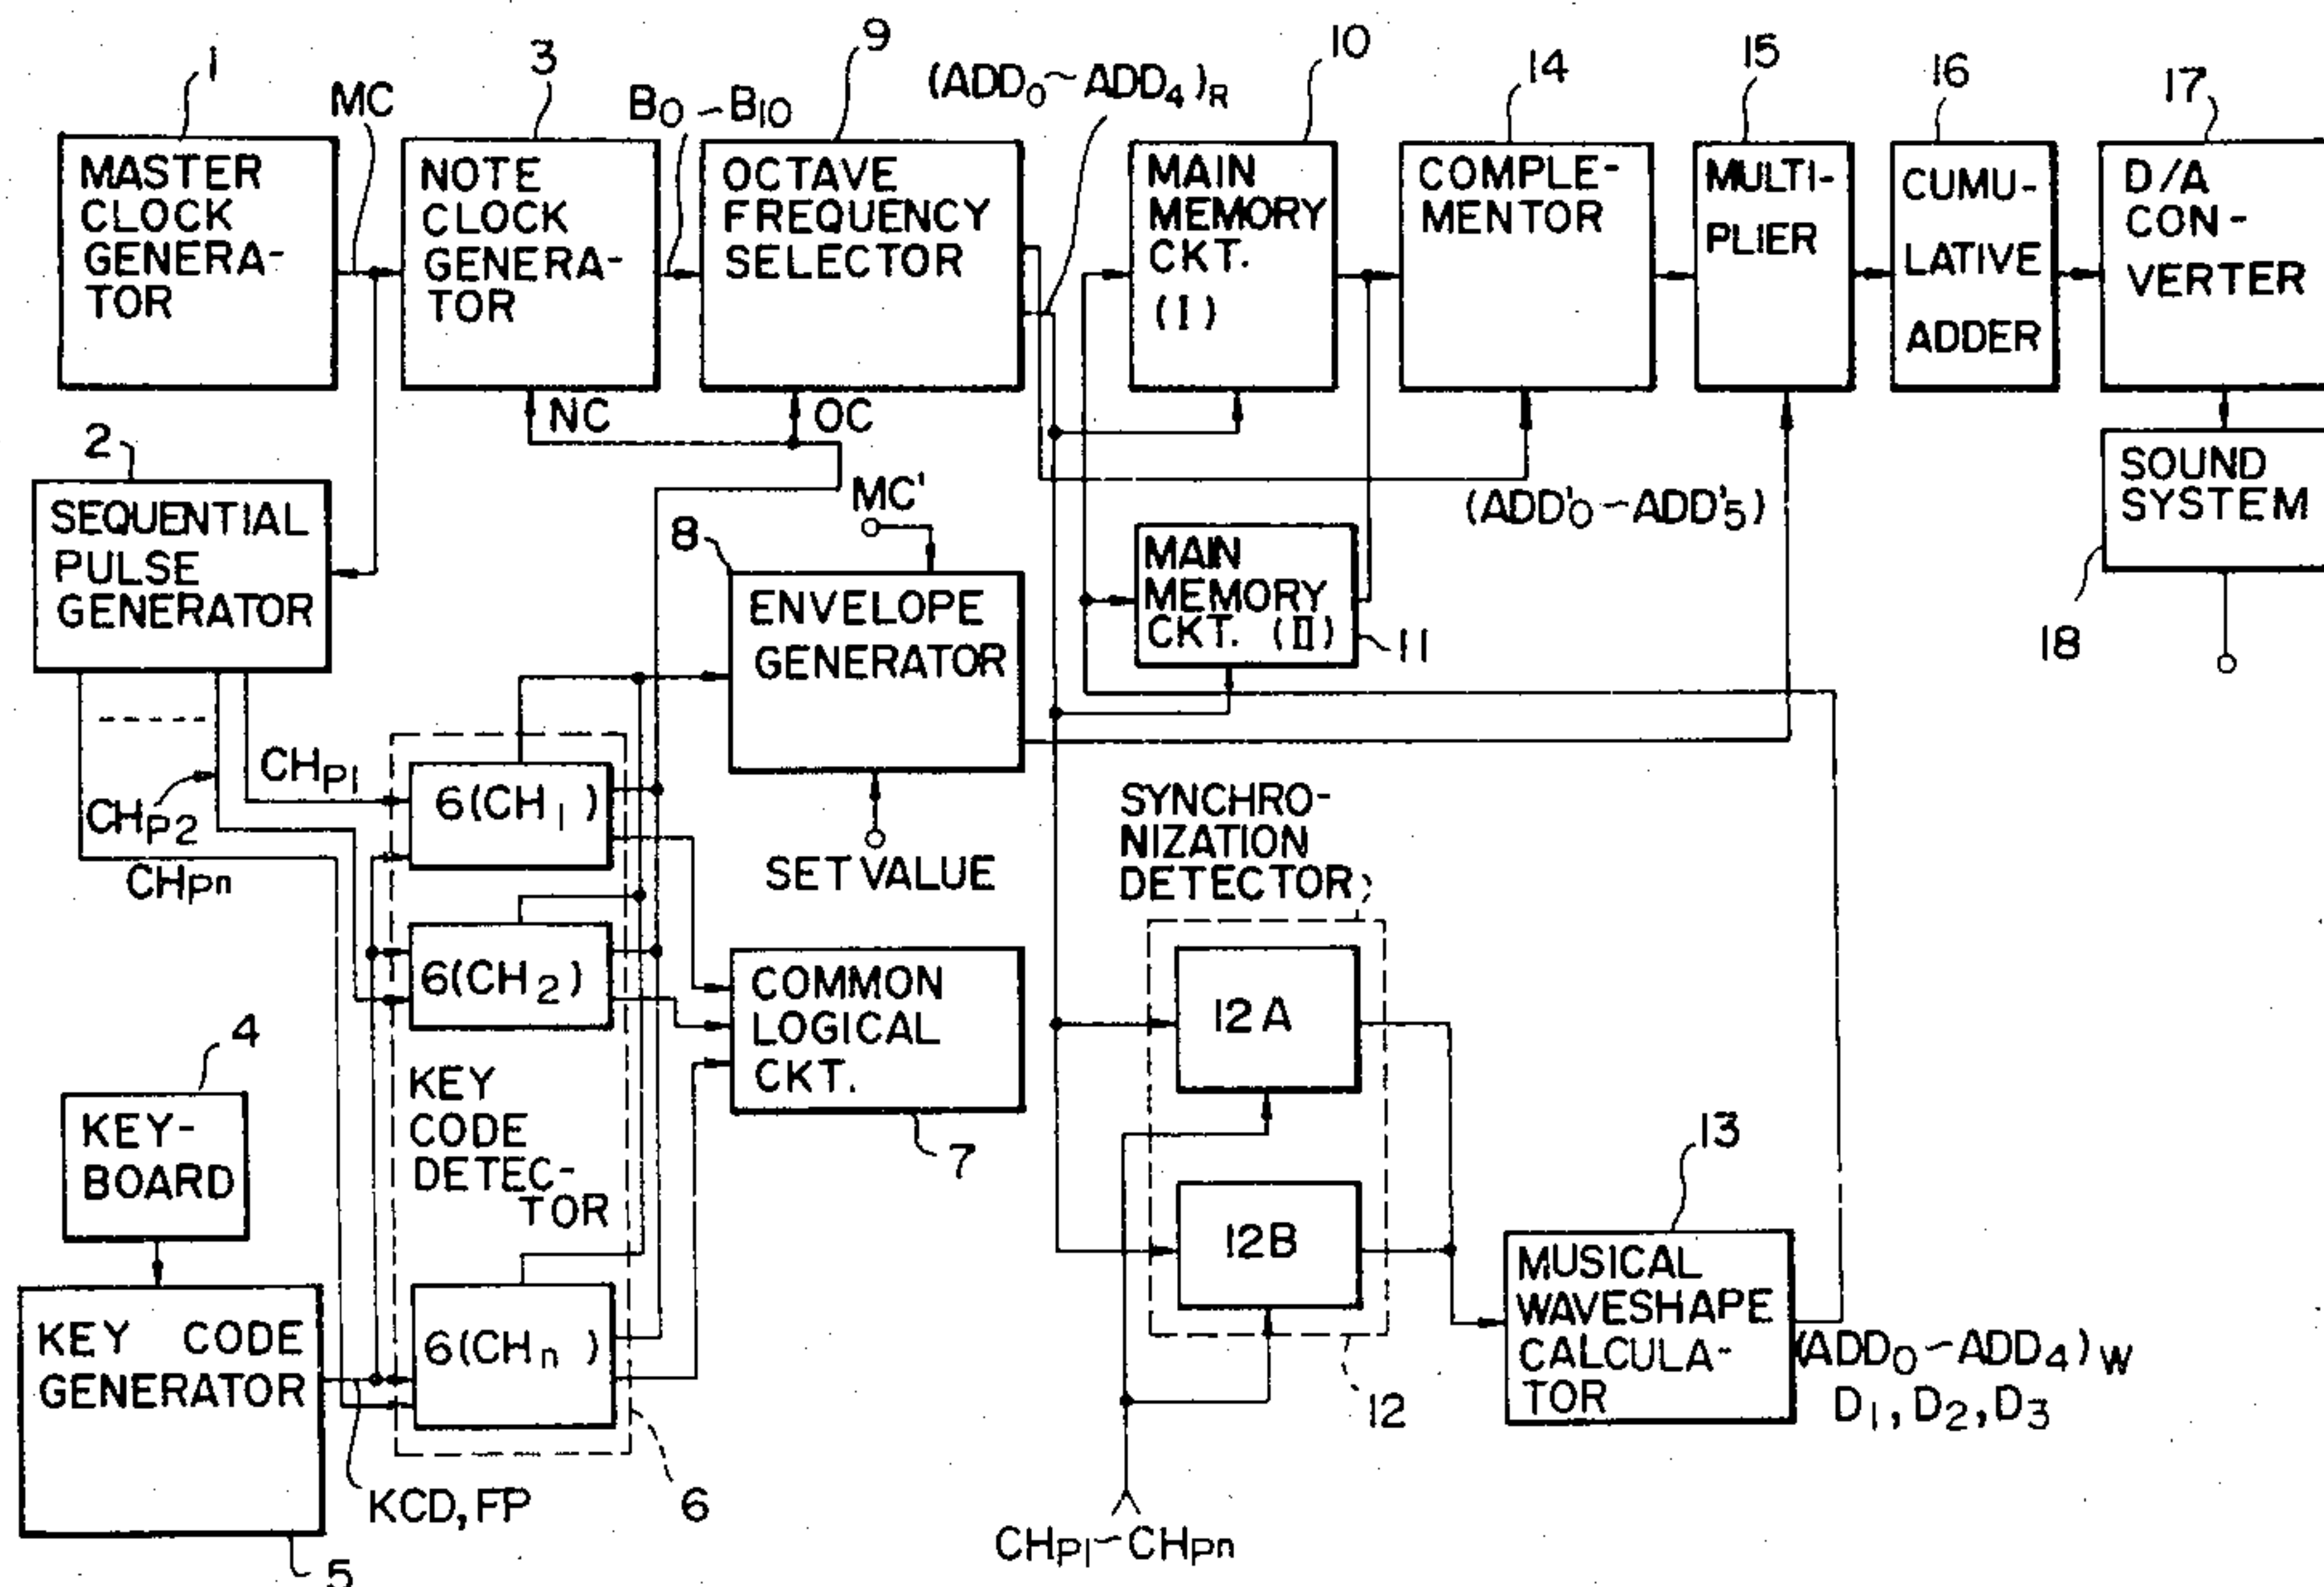 1
MC
3
B0 - B10
9
(ADD0 ~ ADD4)R
10
14
15
16
17
MASTER
CLOCK
GENERA-
TOR
NOTE
CLOCK
GENERA-
TOR
OCTAVE
FREQUENCY
SELECTOR
MAIN
MEMORY
CKT.
(I)
COMPLE-
MENTOR
MULTI-
PLIER
CUMU-
LATIVE
ADDER
D/A
CON-
VERTER
NC
OC
2
SEQUENTIAL
PULSE
GENERATOR
MC'
8
ENVELOPE
GENERATOR
(ADD'0 ~ ADD'5)
MAIN
MEMORY
CKT. (II)
11
SOUND
SYSTEM
18
CHP1
CHP2
CHPn
6(CH1)
SET VALUE
SYNCHRO-
NIZATION
DETECTOR
6(CH2)
COMMON
LOGICAL
CKT.
7
12A
4
KEY-
BOARD
KEY
CODE
DETEC-
TOR
12B
13
MUSICAL
WAVESHAPE
CALCULA-
TOR
KEY CODE
GENERATOR
6(CHn)
12
(ADD0 ~ ADD4)W
D1, D2, D3
KCD, FP
6
CHP1 ~ CHPn
5